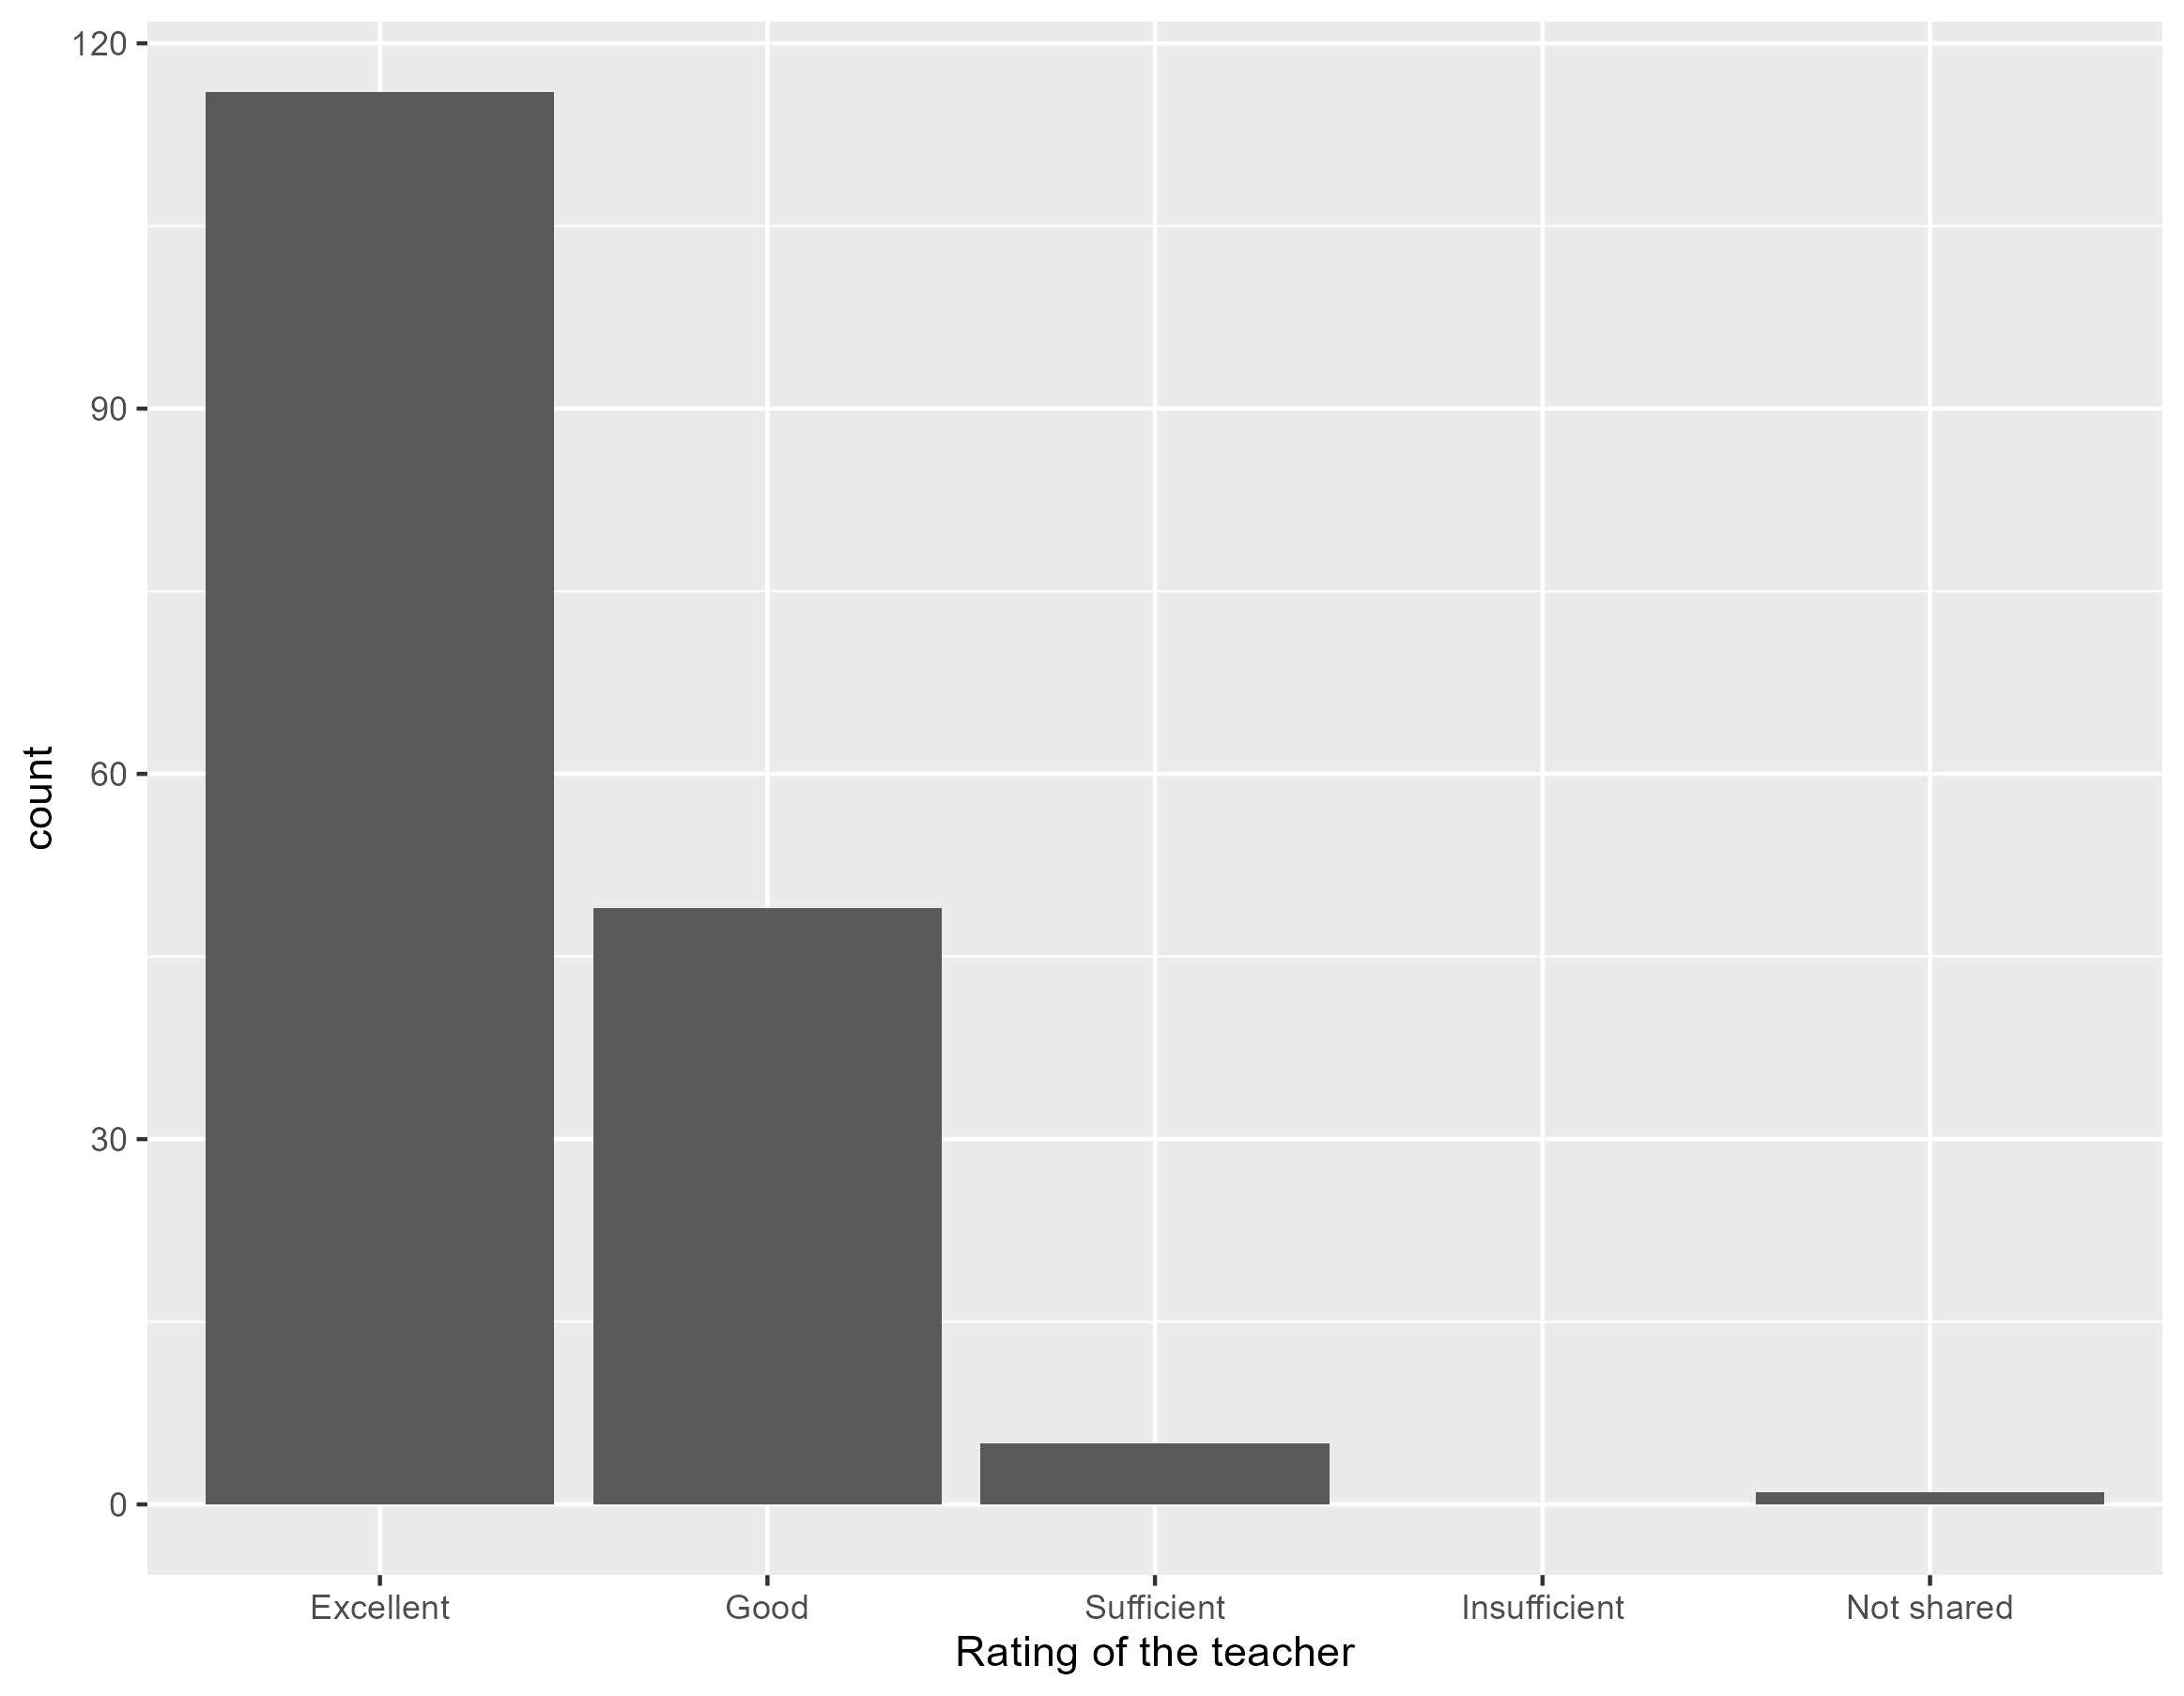 120
90
60
30
0
count
Excellent Good Sufficient Insufficient Not shared
Rating of the teacher